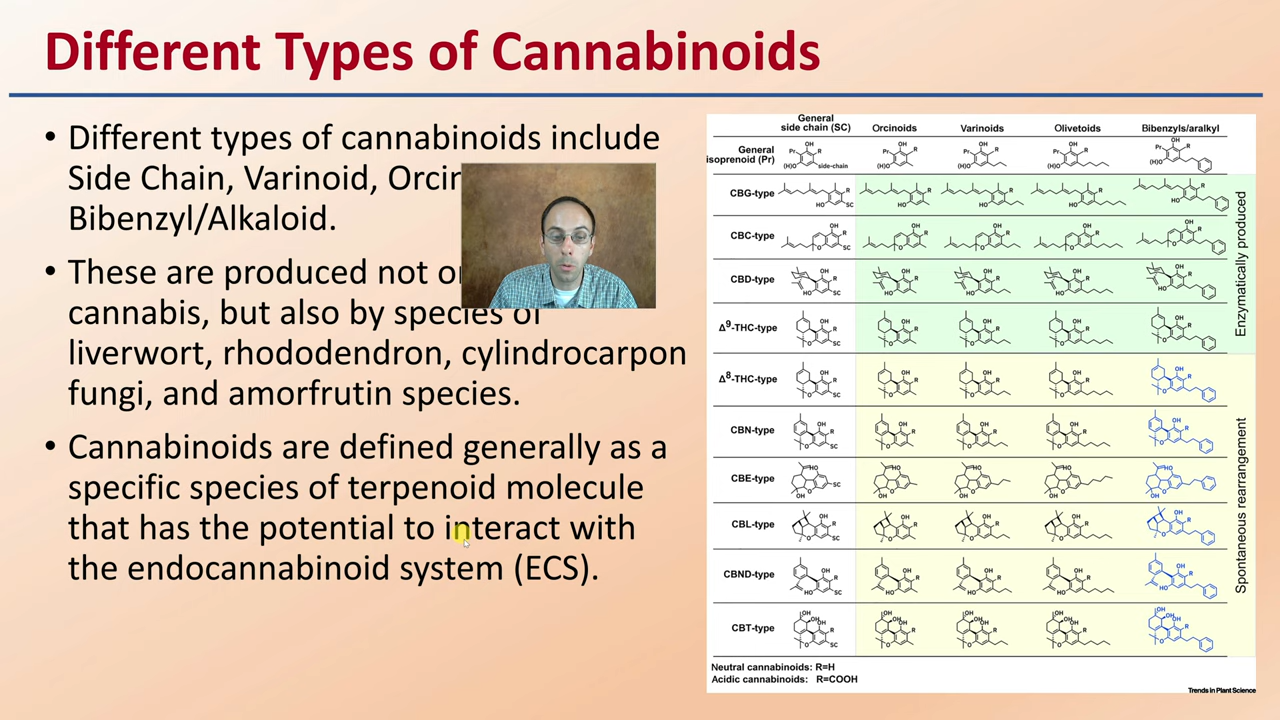 Different Types of Cannabinoids
• Different types of cannabinoids include
Side Chain, Varinoid,
Bibenzyl/Alkaloid.
• These are produced not
cannabis, but also by species of
liverwort, rhododendron, cylindrocarpon
fungi, and amorfrutin species.
• Cannabinoids are defined generally as a
specific species of terpenoid molecule
that has the potential to interact with
the endocannabinoid system (ECS).
General
side chain (SC)
Orcinoids
Varinoids
Olivetoids
Bibenzyls/aralkyl
General
isoprenoid (Pr)
side-chain
CBG-type
CBC-type
CBD-type
Δ9-THC-type
Δ8-THC-type
CBN-type
CBE-type
CBL-type
CBND-type
CBT-type
Enzymatically produced
Spontaneous rearrangement
Neutral cannabinoids: R=H
Acidic cannabinoids: R=COOH
Trends in Plant Science